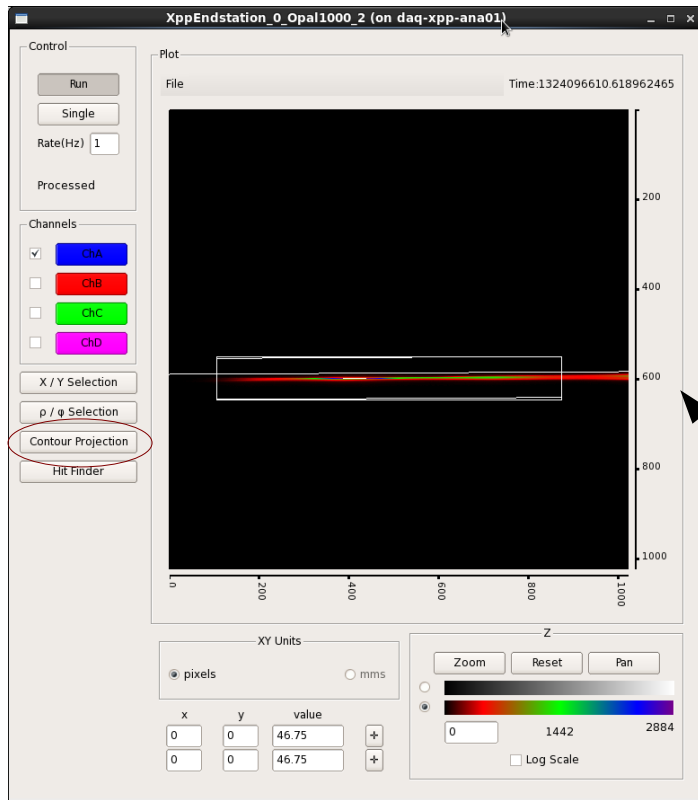 XppEndstation_0_Opal1000_2 (on daq-xpp-ana01)
Control
Run
Single
Rate(Hz) 1
Processed
Channels
ChA
ChB
ChC
ChD
X / Y Selection
ρ / φ Selection
Contour Projection
Hit Finder
Plot
File Time:1324096610.618962465
200
400
600
800
1000
0 200 400 600 800 1000
XY Units
pixels mms
x y value
0 0 46.75
0 0 46.75
Z
Zoom Reset Pan
0 1442 2884
Log Scale